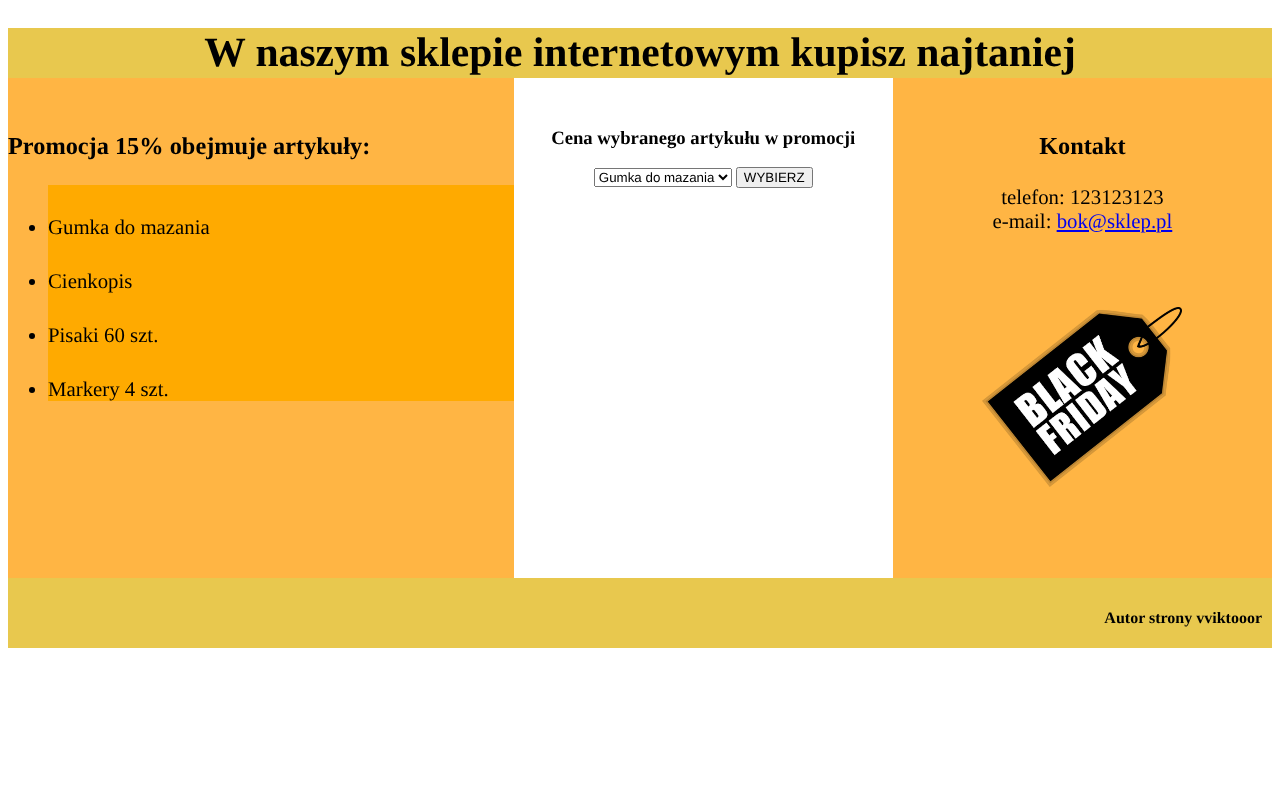 W naszym sklepie internetowym kupisz najtaniej
Promocja 15% obejmuje artykuły:
Gumka do mazania
Cienkopis
Pisaki 60 szt.
Markery 4 szt.
Cena wybranego artykułu w promocji
Gumka do mazania WYBIERZ
Kontakt
telefon: 123123123
e-mail: bok@sklep.pl
BLACK
FRIDAY
Autor strony vviktooor